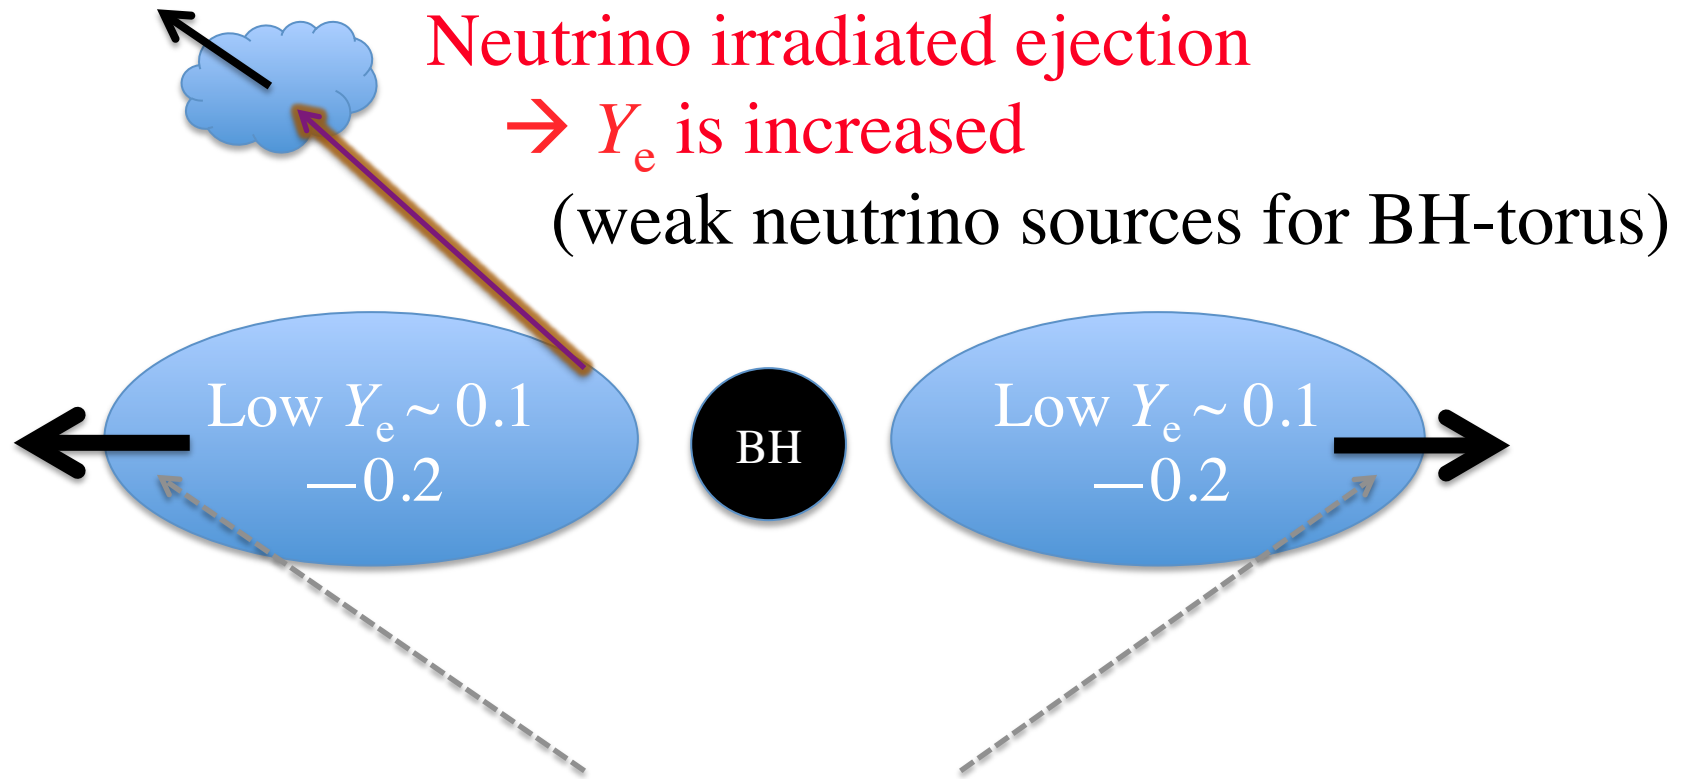 Neutrino irradiated ejection
→ Yₑ is increased
(weak neutrino sources for BH-torus)
Low Yₑ ~ 0.1
—0.2
BH
Low Yₑ ~ 0.1
—0.2